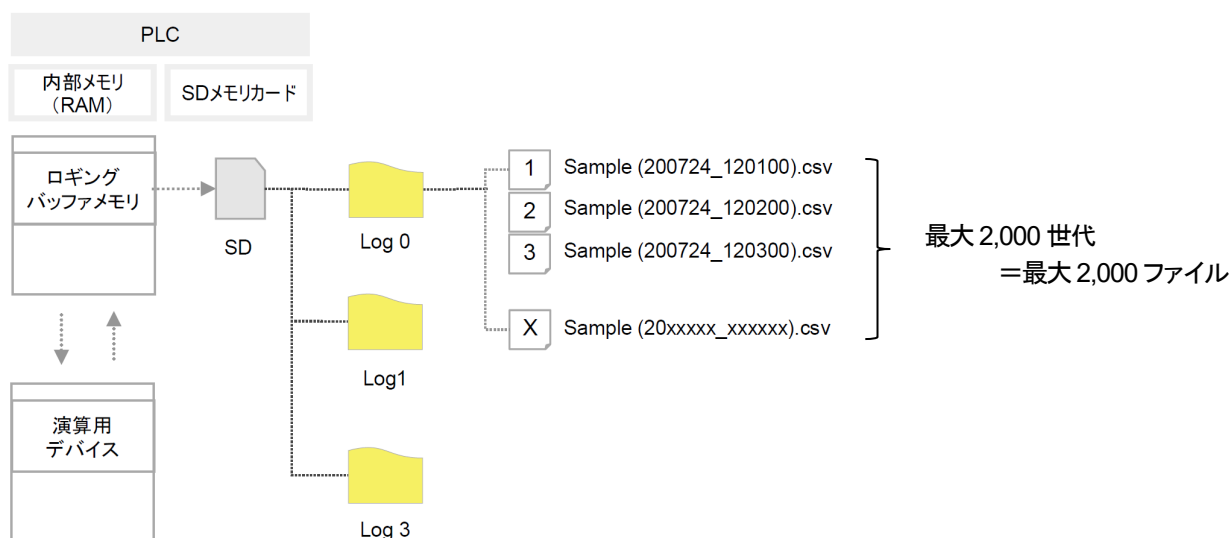 PLC
内部メモリ
（RAM）
SDメモリカード
ロギング
バッファメモリ
SD
Log 0
1
Sample (200724_120100).csv
2
Sample (200724_120200).csv
3
Sample (200724_120300).csv
X
Sample (20xxxxx_xxxxxx).csv
最大 2,000 世代
＝最大 2,000 ファイル
Log1
演算用
デバイス
Log 3